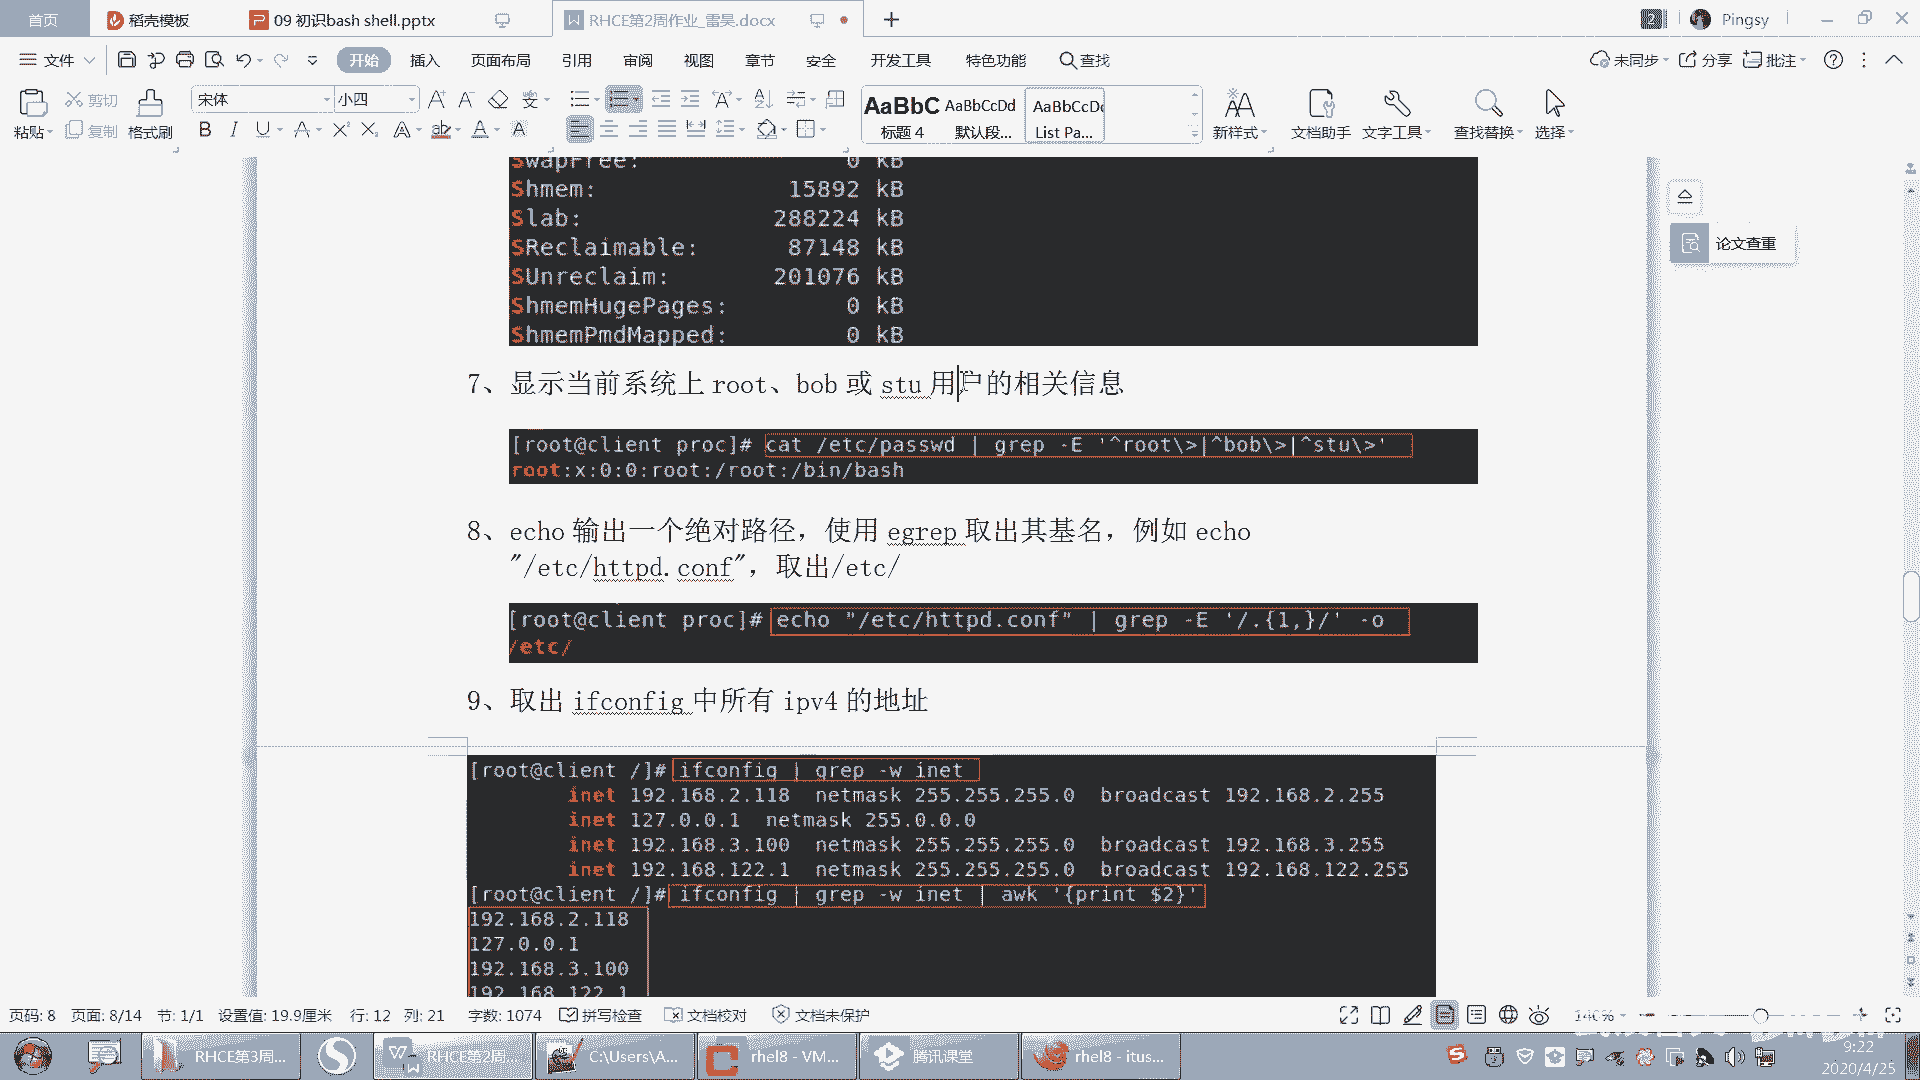 首页 稻壳模板 09 初识bash shell.pptx RHCE第2周作业_雷昊.docx + 2 Pingsy
文件 开始 插入 页面布局 引用 审阅 视图 章节 安全 开发工具 特色功能 查找 未同步 分享 批注
粘贴 剪切 复制 格式刷 宋体 小四 AaBbC 标题 4 AaBbCcDd 默认段... AaBbCcDd List Pa... 新样式 文档助手 文字工具 查找替换 选择
SwapFree: 0 kB
Shmem: 15892 kB
Slab: 288224 kB
SReclaimable: 87148 kB
SUnreclaim: 201076 kB
ShmemHugePages: 0 kB
ShmemPmdMapped: 0 kB
论文查重
7、显示当前系统上 root、bob 或 stu 用户的相关信息
[root@client proc]# cat /etc/passwd | grep -E '^root\>|^bob\>|^stu\>'
root:x:0:0:root:/root:/bin/bash
8、echo 输出一个绝对路径，使用 egrep 取出其基名，例如 echo
"/etc/httpd.conf"，取出/etc/
[root@client proc]# echo "/etc/httpd.conf" | grep -E '/.{1,}/' -o
/etc/
9、取出 ifconfig 中所有 ipv4 的地址
[root@client /]# ifconfig | grep -w inet
inet 192.168.2.118 netmask 255.255.255.0 broadcast 192.168.2.255
inet 127.0.0.1 netmask 255.0.0.0
inet 192.168.3.100 netmask 255.255.255.0 broadcast 192.168.3.255
inet 192.168.122.1 netmask 255.255.255.0 broadcast 192.168.122.255
[root@client /]# ifconfig | grep -w inet | awk '{print $2}'
192.168.2.118
127.0.0.1
192.168.3.100
192.168.122.1
页码: 8 页面: 8/14 节: 1/1 设置值: 19.9厘米 行: 12 列: 21 字数: 1074 拼写检查 文档校对 文档未保护 140%
RHCE第3周... RHCE第2周... C:\Users\A... rhel8 - VM... 腾讯课堂 rhel8 - itus...
9:22
2020/4/25